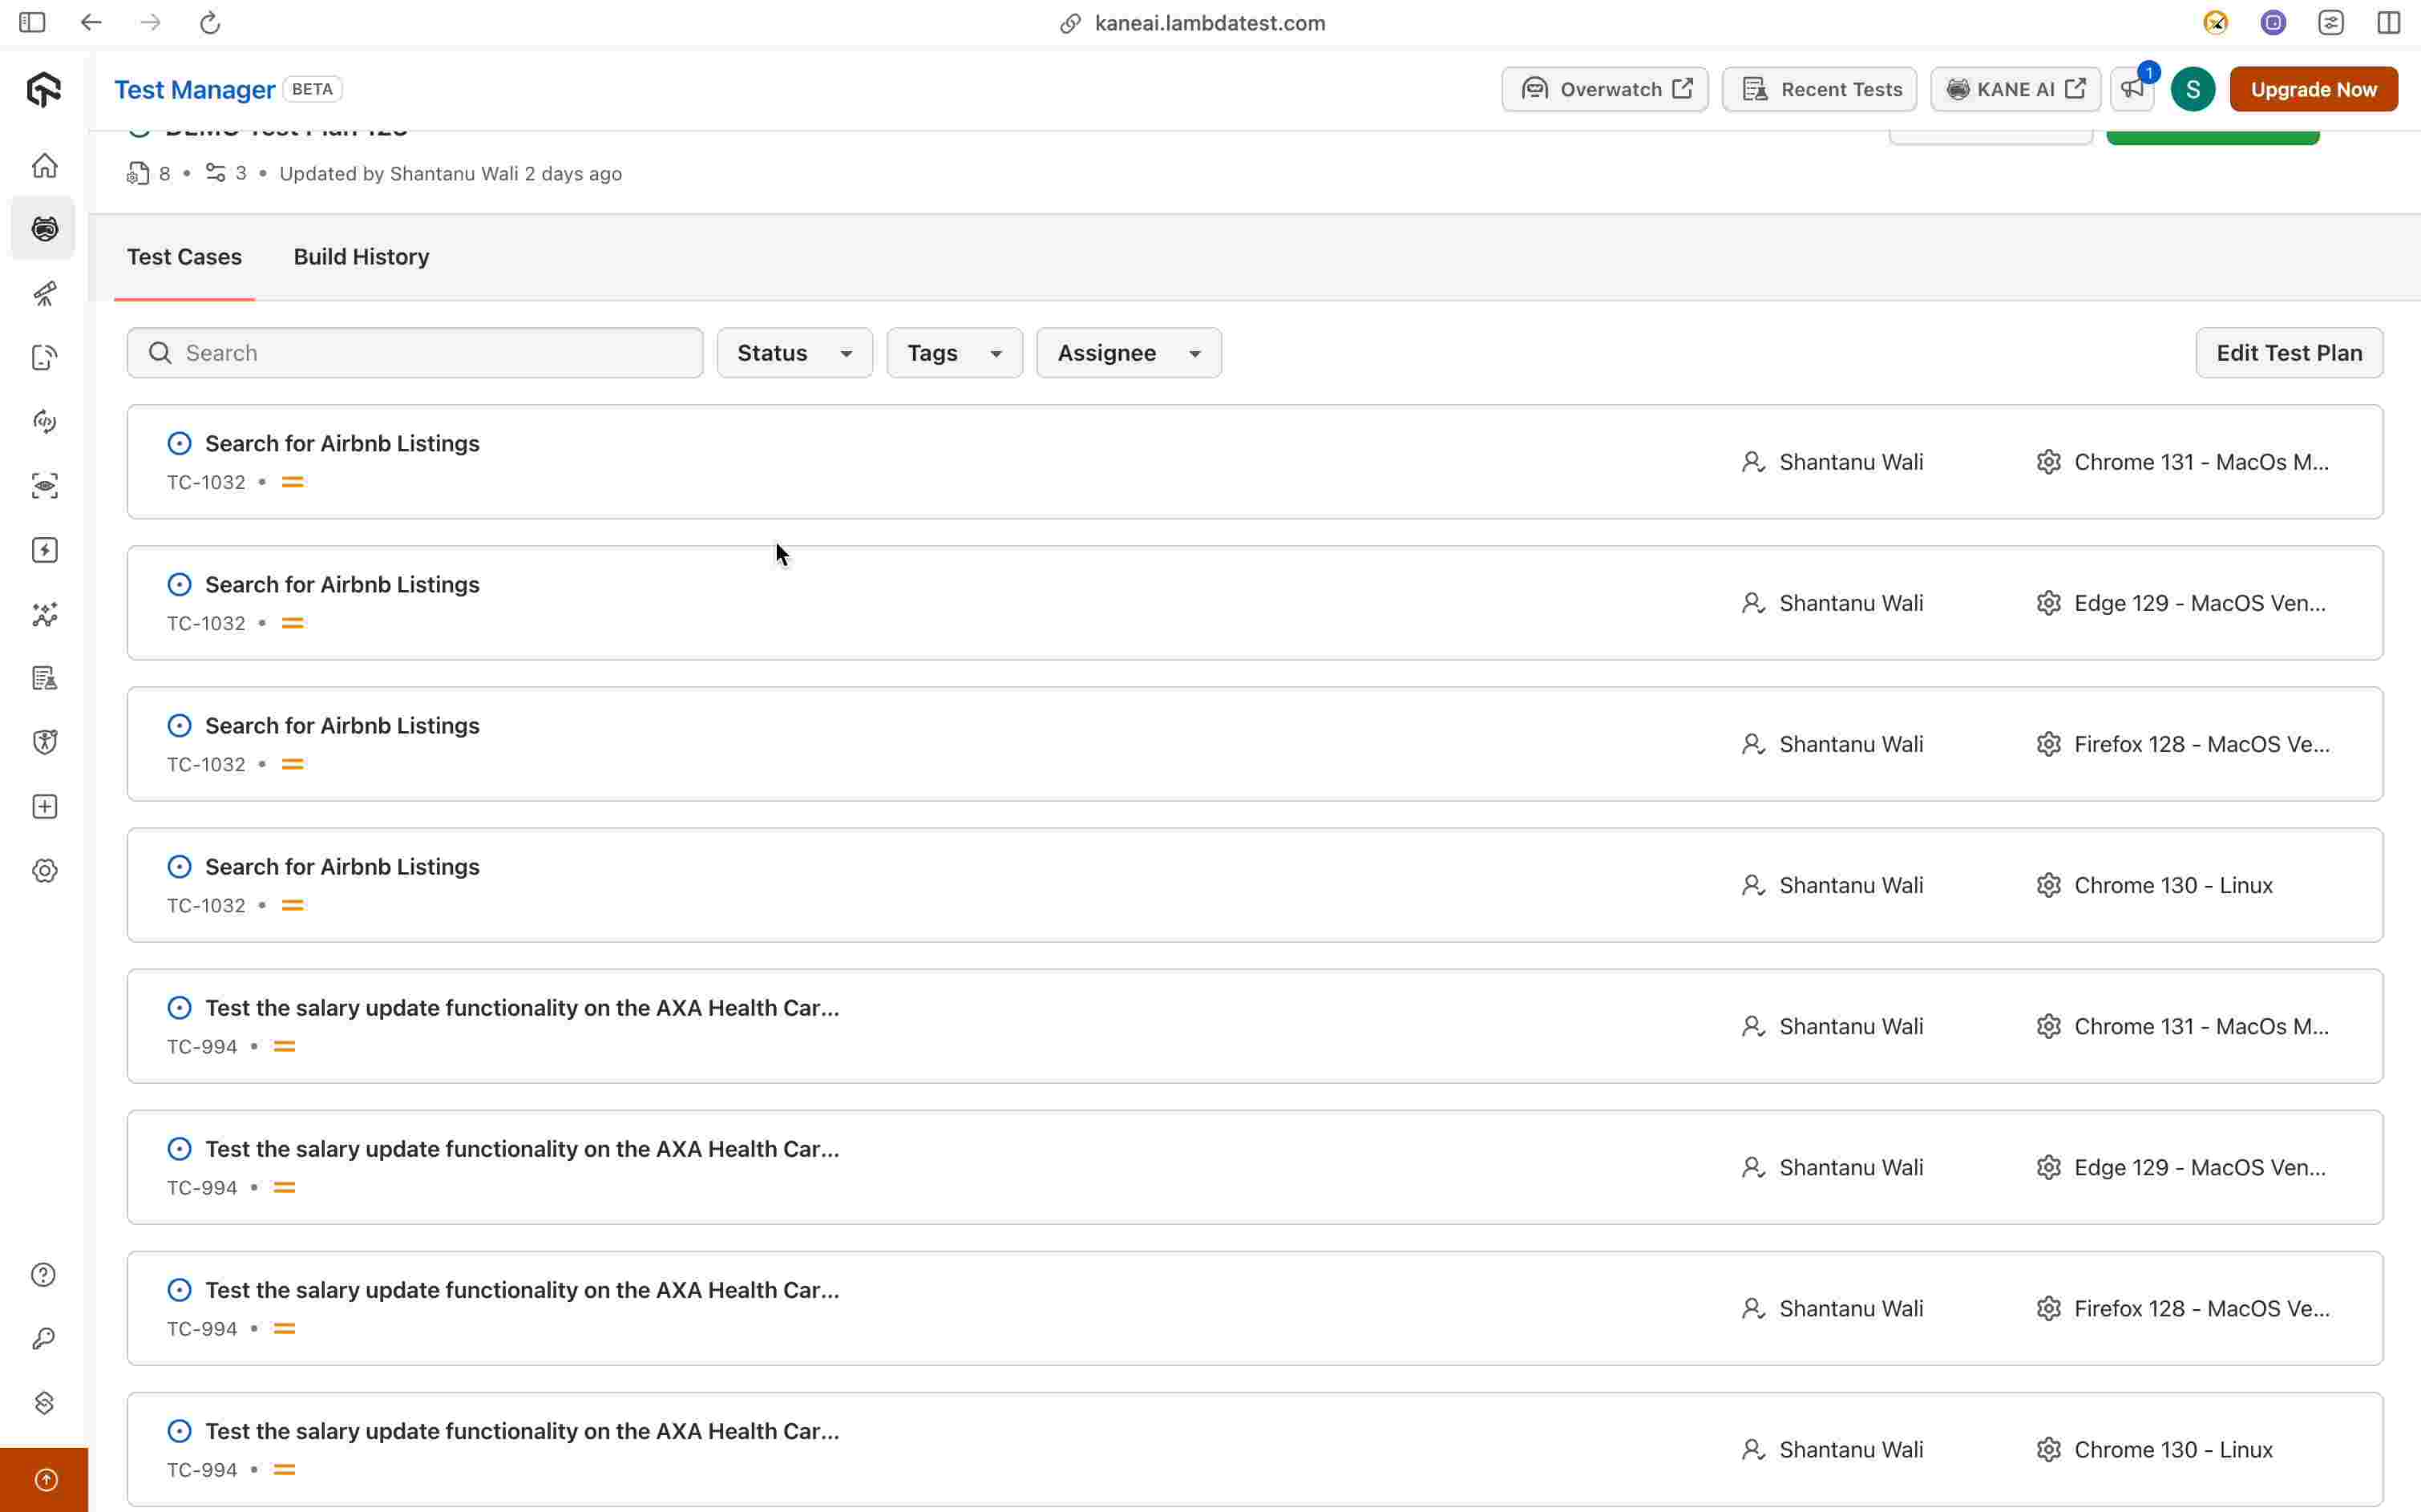 kaneai.lambdatest.com
Test Manager BETA
Overwatch
Recent Tests
KANE AI
1
S
Upgrade Now
DEMO Test Plan 123
8 • 3 • Updated by Shantanu Wali 2 days ago
Test Cases
Build History
Search
Status
Tags
Assignee
Edit Test Plan
Search for Airbnb Listings
TC-1032 •
Shantanu Wali
Chrome 131 - MacOs M...
Search for Airbnb Listings
TC-1032 •
Shantanu Wali
Edge 129 - MacOS Ven...
Search for Airbnb Listings
TC-1032 •
Shantanu Wali
Firefox 128 - MacOS Ve...
Search for Airbnb Listings
TC-1032 •
Shantanu Wali
Chrome 130 - Linux
Test the salary update functionality on the AXA Health Car...
TC-994 •
Shantanu Wali
Chrome 131 - MacOs M...
Test the salary update functionality on the AXA Health Car...
TC-994 •
Shantanu Wali
Edge 129 - MacOS Ven...
Test the salary update functionality on the AXA Health Car...
TC-994 •
Shantanu Wali
Firefox 128 - MacOS Ve...
Test the salary update functionality on the AXA Health Car...
TC-994 •
Shantanu Wali
Chrome 130 - Linux